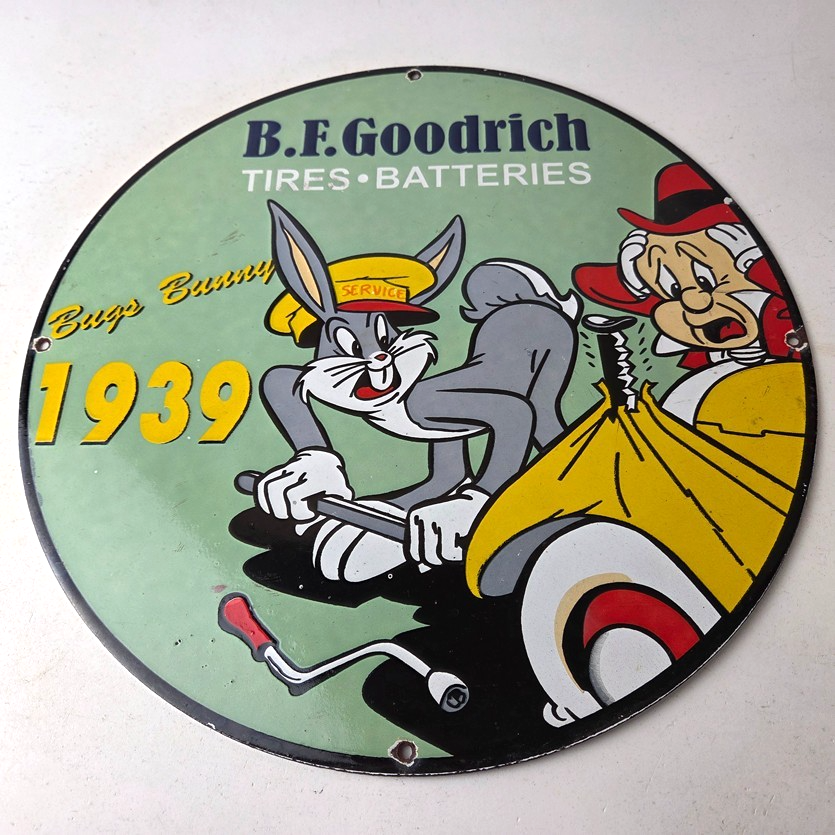 B.F.Goodrich
TIRES•BATTERIES
Bugs Bunny
SERVICE
1939